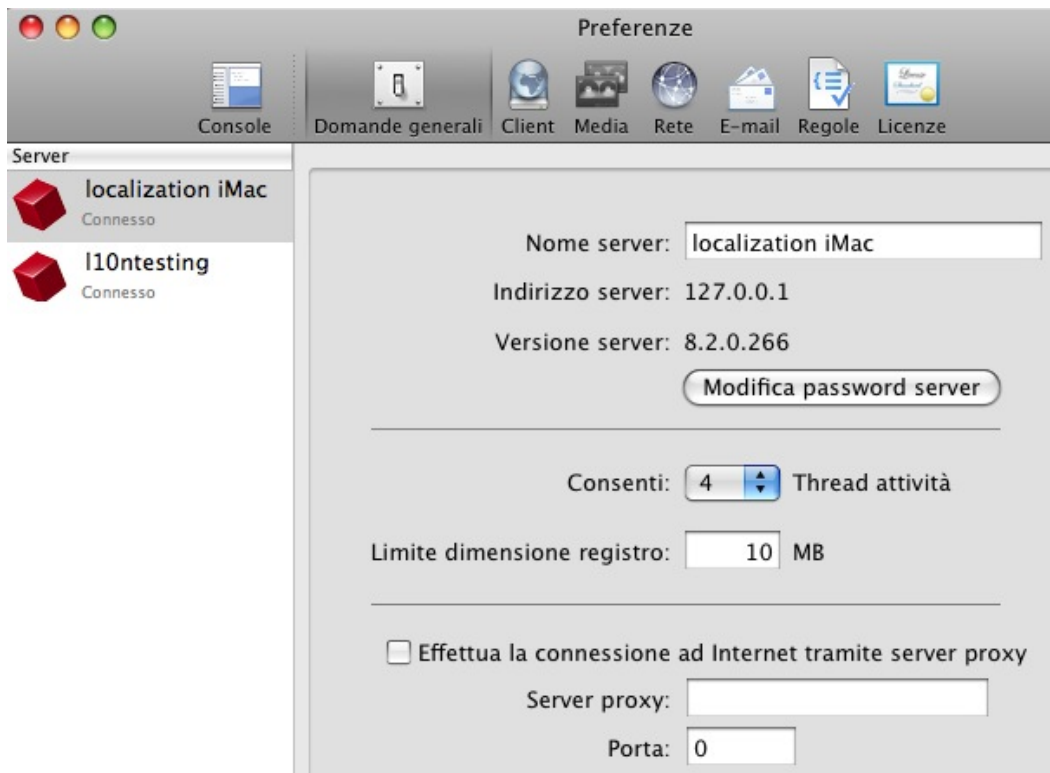 Preferenze
Console Domande generali Client Media Rete E-mail Regole Licenze
Server
localization iMac
Connesso
l10ntesting
Connesso
Nome server: localization iMac
Indirizzo server: 127.0.0.1
Versione server: 8.2.0.266
Modifica password server
Consenti: 4 Thread attività
Limite dimensione registro: 10 MB
Effettua la connessione ad Internet tramite server proxy
Server proxy:
Porta: 0